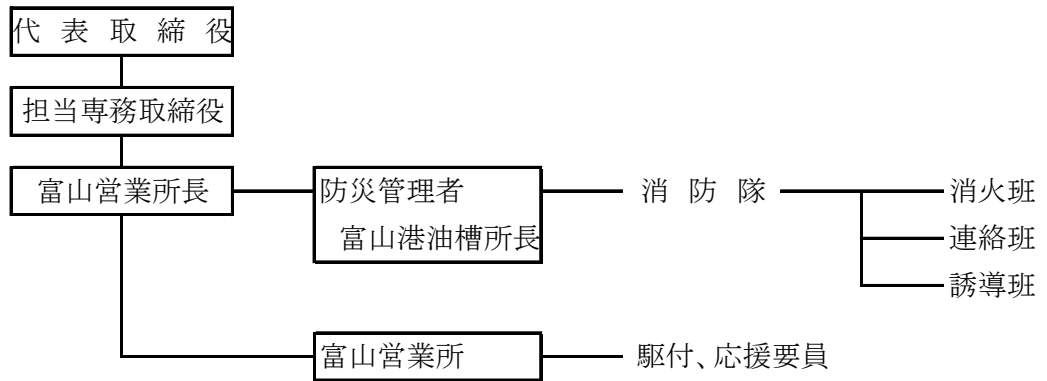 代表取締役
担当専務取締役
富山営業所長
防災管理者
富山港油槽所長
消防隊
消火班
連絡班
誘導班
富山営業所
駆付、応援要員